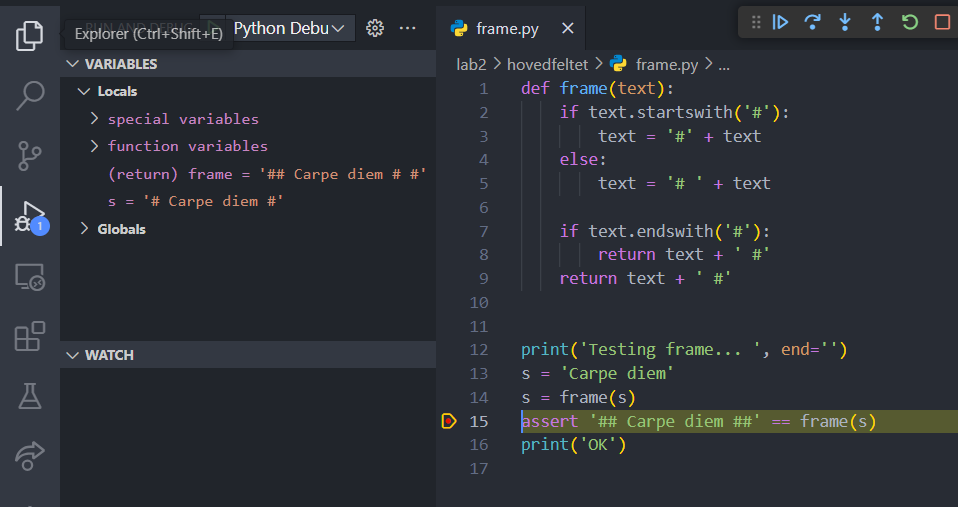 RUN AND DEBUG
Python Debu
Explorer (Ctrl+Shift+E)
VARIABLES
Locals
special variables
function variables
(return) frame = '## Carpe diem # #'
s = '# Carpe diem #'
Globals
WATCH
1
frame.py
lab2 > hovedfeltet > frame.py > ...
1 def frame(text):
2     if text.startswith('#'):
3         text = '#' + text
4     else:
5         text = '# ' + text
6
7     if text.endswith('#'):
8         return text + ' #'
9     return text + ' #'
10
11
12 print('Testing frame... ', end='')
13 s = 'Carpe diem'
14 s = frame(s)
15 assert '## Carpe diem ##' == frame(s)
16 print('OK')
17